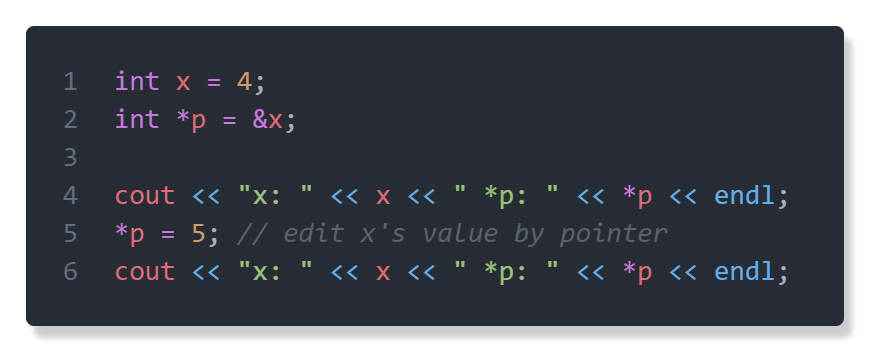 1 int x = 4;
2 int *p = &x;
3
4 cout << "x: " << x << " *p: " << *p << endl;
5 *p = 5; // edit x's value by pointer
6 cout << "x: " << x << " *p: " << *p << endl;